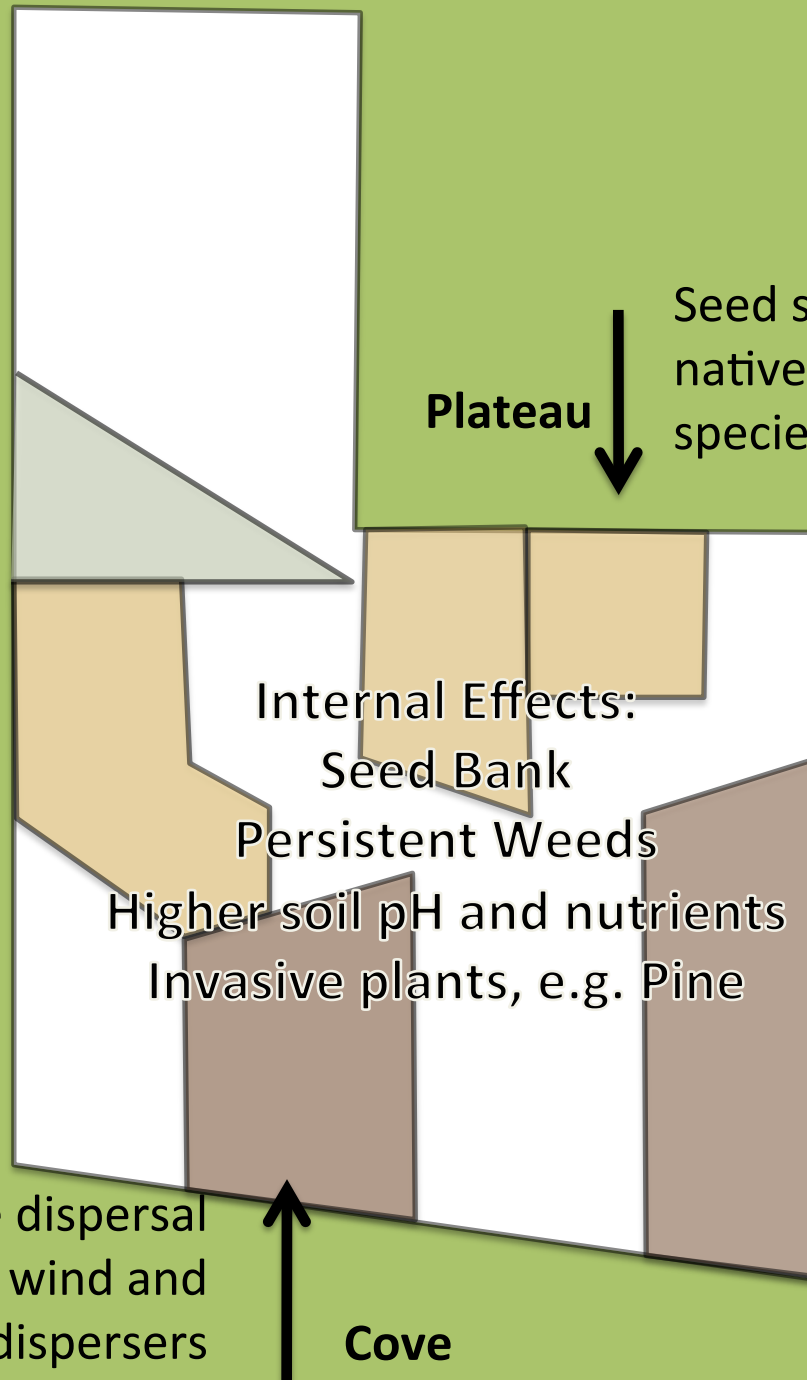 Seed
native
Plateau
Internal Effects:
Seed Bank
Persistent Weeds
Higher soil pH and nutrients
Invasive plants, e.g. Pine
dispersal
wind and
dispersers
Cove